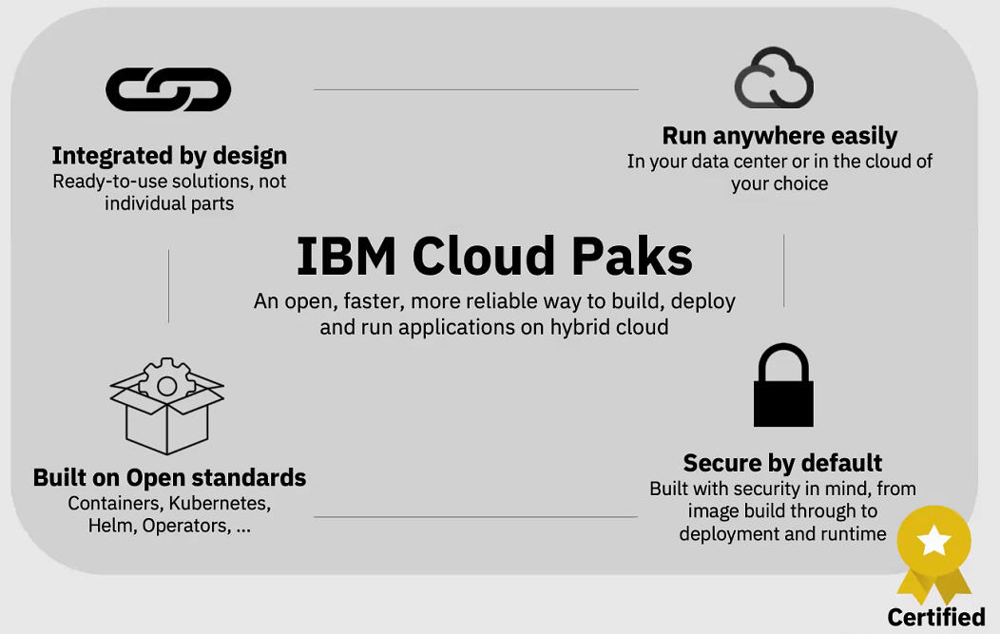 Integrated by design
Ready-to-use solutions, not
individual parts
Run anywhere easily
In your data center or in the cloud of
your choice
IBM Cloud Paks
An open, faster, more reliable way to build, deploy
and run applications on hybrid cloud
Built on Open standards
Containers, Kubernetes,
Helm, Operators, ...
Secure by default
Built with security in mind, from
image build through to
deployment and runtime
Certified